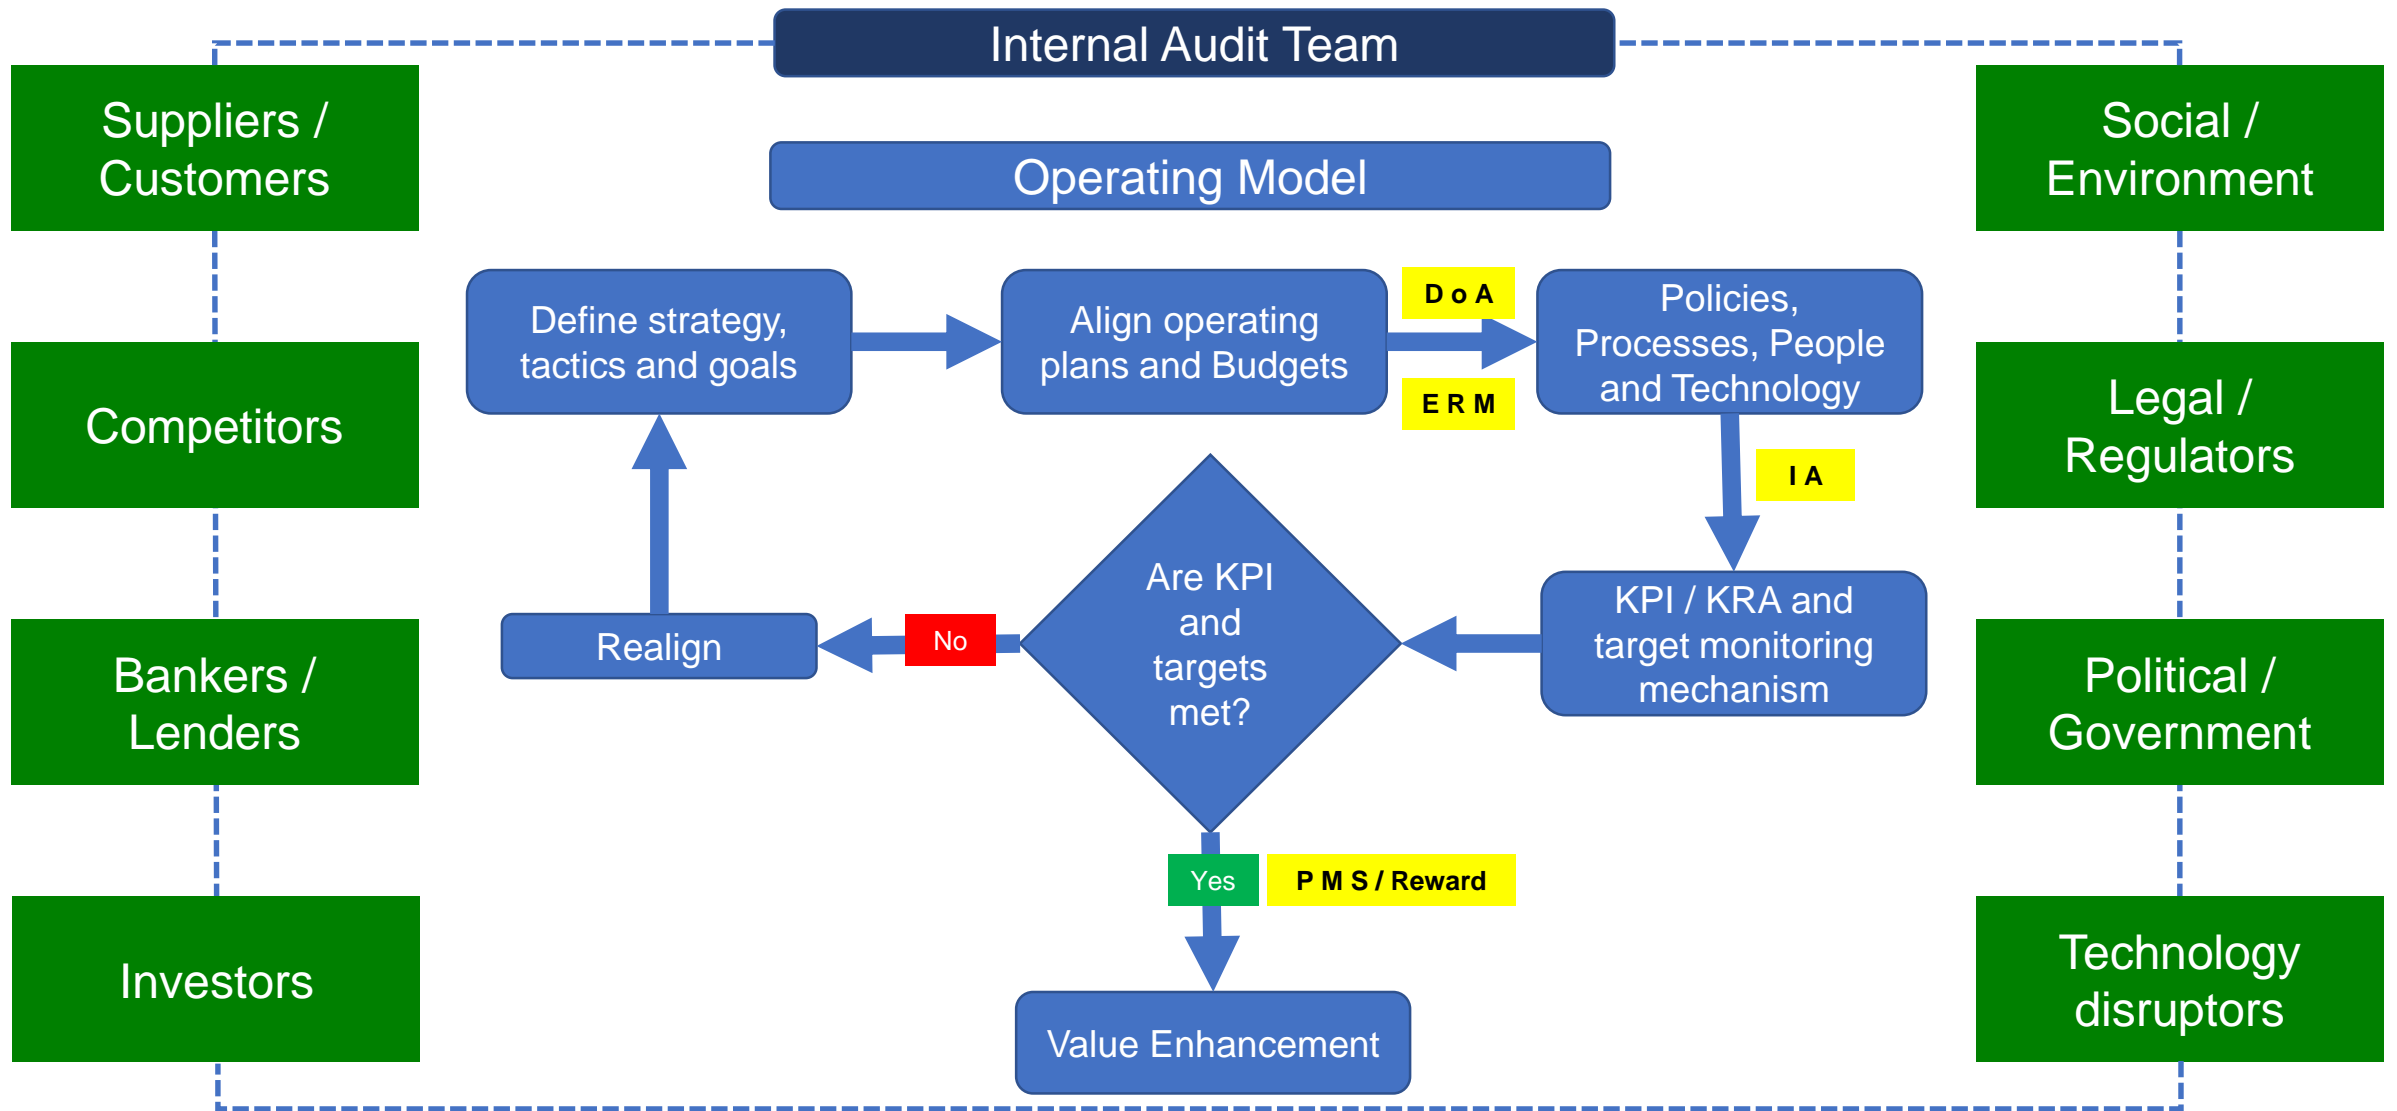 Internal Audit Team
Operating Model
Suppliers /
Customers
Competitors
Bankers /
Lenders
Investors
Define strategy,
tactics and goals
Align operating
plans and Budgets
D o A
E R M
Policies,
Processes, People
and Technology
I A
KPI / KRA and
target monitoring
mechanism
Are KPI
and
targets
met?
No
Realign
Yes
P M S / Reward
Value Enhancement
Social /
Environment
Legal /
Regulators
Political /
Government
Technology
disruptors